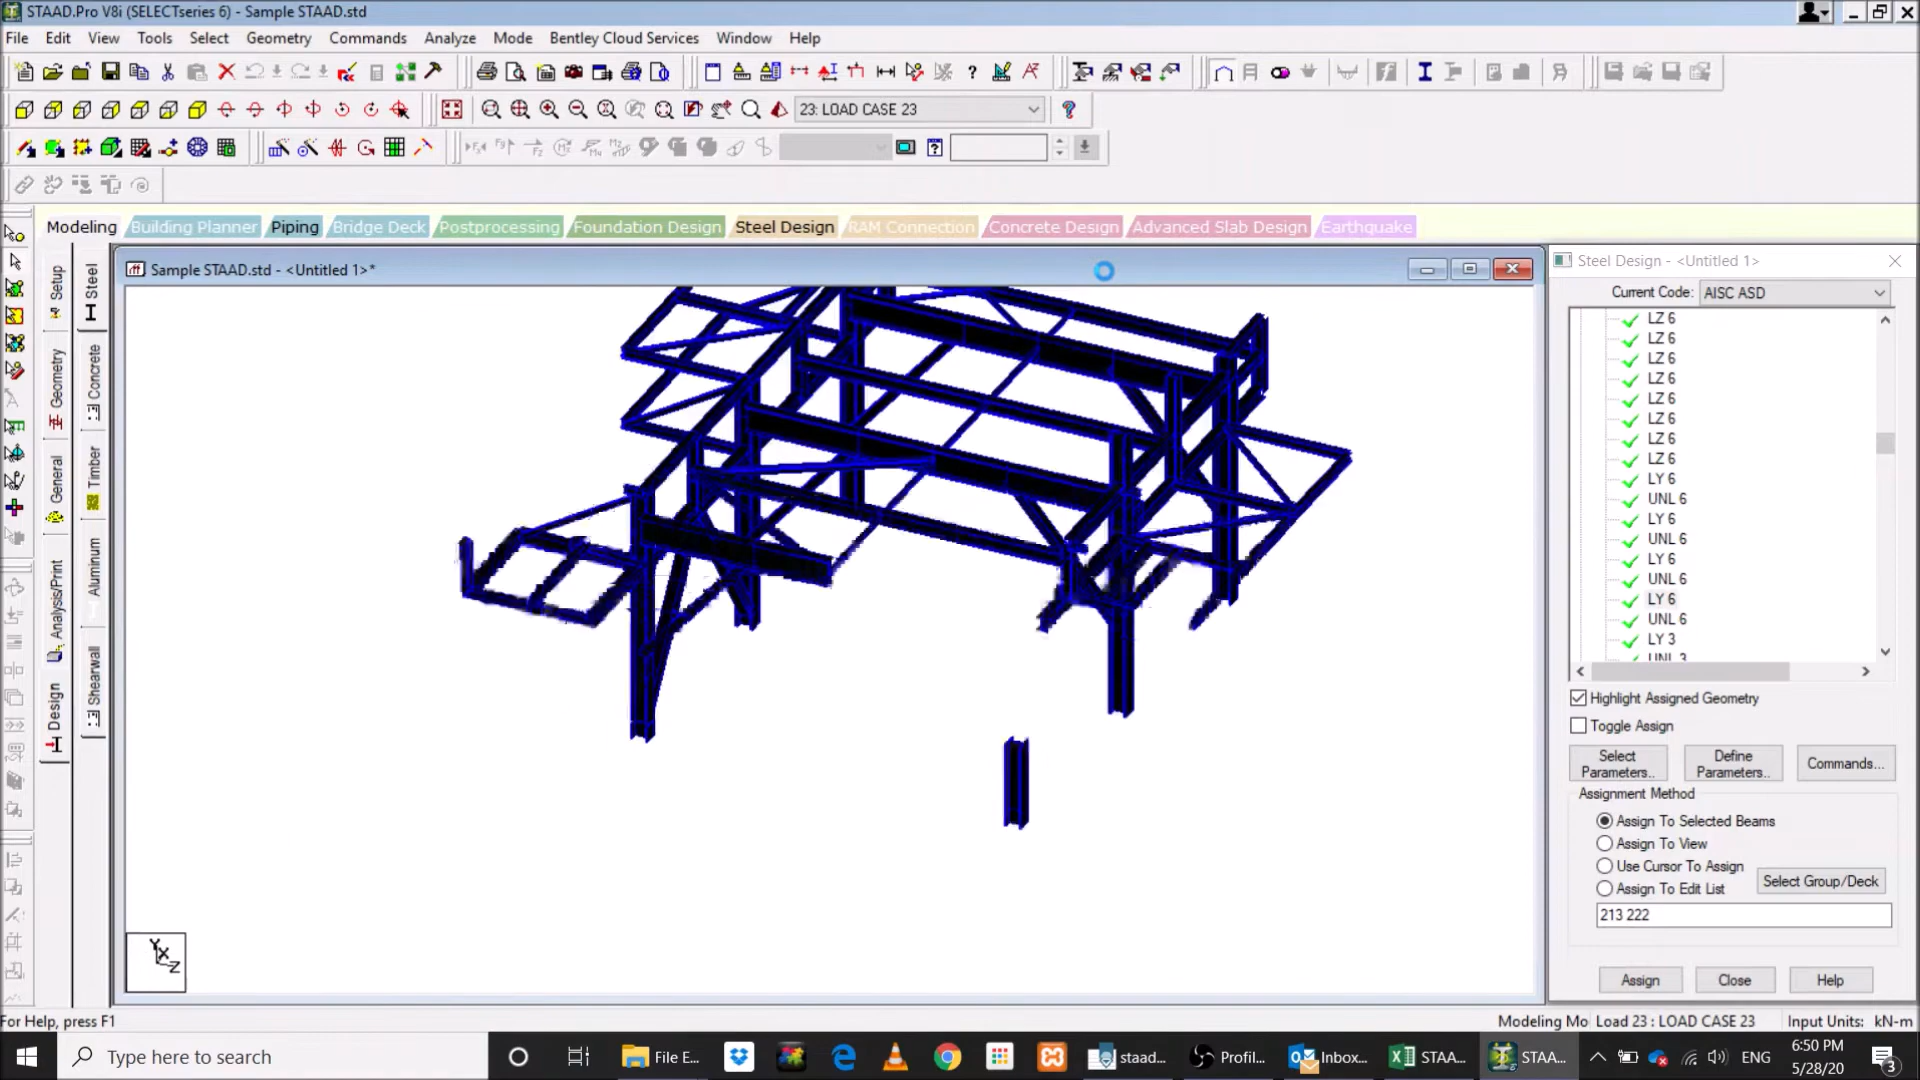 STAAD.Pro V8i (SELECTseries 6) - Sample STAAD.std
File Edit View Tools Select Geometry Commands Analyze Mode Bentley Cloud Services Window Help
23: LOAD CASE 23
Modeling Building Planner Piping Bridge Deck Postprocessing Foundation Design Steel Design RAM Connection Concrete Design Advanced Slab Design Earthquake
Setup
Geometry
General
Analysis/Print
Design
Steel
Concrete
Timber
Aluminum
Shearwall
Sample STAAD.std - <Untitled 1>*
Y
X
Z
Steel Design - <Untitled 1>
Current Code: AISC ASD
LZ 6
LZ 6
LZ 6
LZ 6
LZ 6
LZ 6
LZ 6
LZ 6
LY 6
UNL 6
LY 6
UNL 6
LY 6
UNL 6
LY 6
UNL 6
LY 3
UNL 3
Highlight Assigned Geometry
Toggle Assign
Select Parameters..
Define Parameters..
Commands...
Assignment Method
Assign To Selected Beams
Assign To View
Use Cursor To Assign
Assign To Edit List
Select Group/Deck
213 222
Assign Close Help
For Help, press F1
Modeling Mo Load 23 : LOAD CASE 23 Input Units: kN-m
Type here to search
File E... staad... Profil... Inbox... STAA... STAA...
ENG
6:50 PM
5/28/20
3